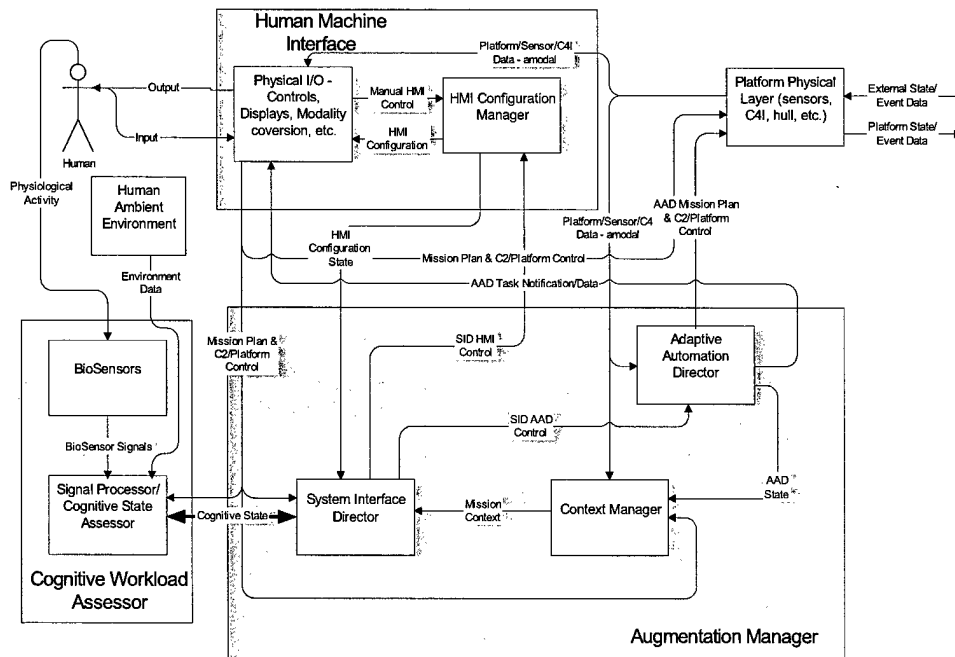 Human Machine
Interface
Platform/Sensor/C4I
Data - amodal
Physical I/O -
Controls,
Displays, Modality
coversion, etc.
Output
Input
Human
Manual HMI
Control
HMI
Configuration
HMI Configuration
Manager
Platform Physical
Layer (sensors,
C4I, hull, etc.)
External State/
Event Data
Platform State/
Event Data
Physiological
Activity
Human
Ambient
Environment
Environment
Data
HMI
Configuration
State
Platform/Sensor/C4
Data - amodal
AAD Mission Plan
& C2/Platform
Control
Mission Plan & C2/Platform Control
AAD Task Notification/Data
Mission Plan &
C2/Platform
Control
SID HMI
Control
Adaptive
Automation
Director
BioSensors
BioSensor Signals
SID AAD
Control
AAD
State
Signal Processor/
Cognitive State
Assessor
Cognitive State
System Interface
Director
Mission
Context
Context Manager
Cognitive Workload
Assessor
Augmentation Manager